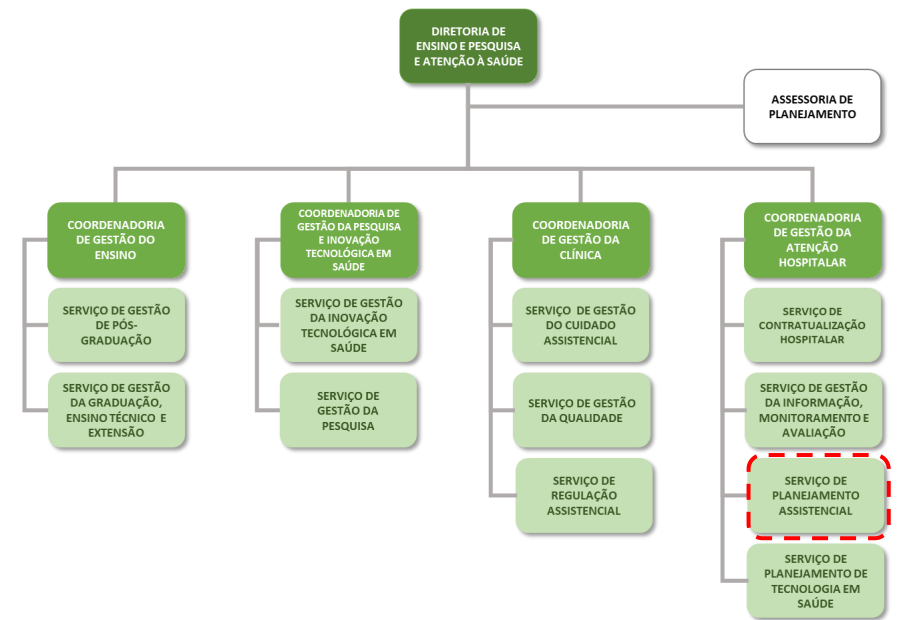 DIRETORIA DE
ENSINO E PESQUISA
E ATENÇÃO À SAÚDE
ASSESSORIA DE
PLANEJAMENTO
COORDENADORIA
DE GESTÃO DO
ENSINO
SERVIÇO DE GESTÃO
DE PÓS-
GRADUAÇÃO
SERVIÇO DE GESTÃO
DA GRADUAÇÃO,
ENSINO TÉCNICO E
EXTENSÃO
COORDENADORIA DE
GESTÃO DA PESQUISA
E INOVAÇÃO
TECNOLÓGICA EM
SAÚDE
SERVIÇO DE GESTÃO
DA INOVAÇÃO
TECNOLÓGICA EM
SAÚDE
SERVIÇO DE
GESTÃO DA
PESQUISA
COORDENADORIA
DE GESTÃO DA
CLÍNICA
SERVIÇO DE GESTÃO
DO CUIDADO
ASSISTENCIAL
SERVIÇO DE GESTÃO
DA QUALIDADE
SERVIÇO DE
REGULAÇÃO
ASSISTENCIAL
COORDENADORIA
DE GESTÃO DA
ATENÇÃO
HOSPITALAR
SERVIÇO DE
CONTRATUALIZAÇÃO
HOSPITALAR
SERVIÇO DE GESTÃO
DA INFORMAÇÃO,
MONITORAMENTO E
AVALIAÇÃO
SERVIÇO DE
PLANEJAMENTO
ASSISTENCIAL
SERVIÇO DE
PLANEJAMENTO DE
TECNOLOGIA EM
SAÚDE